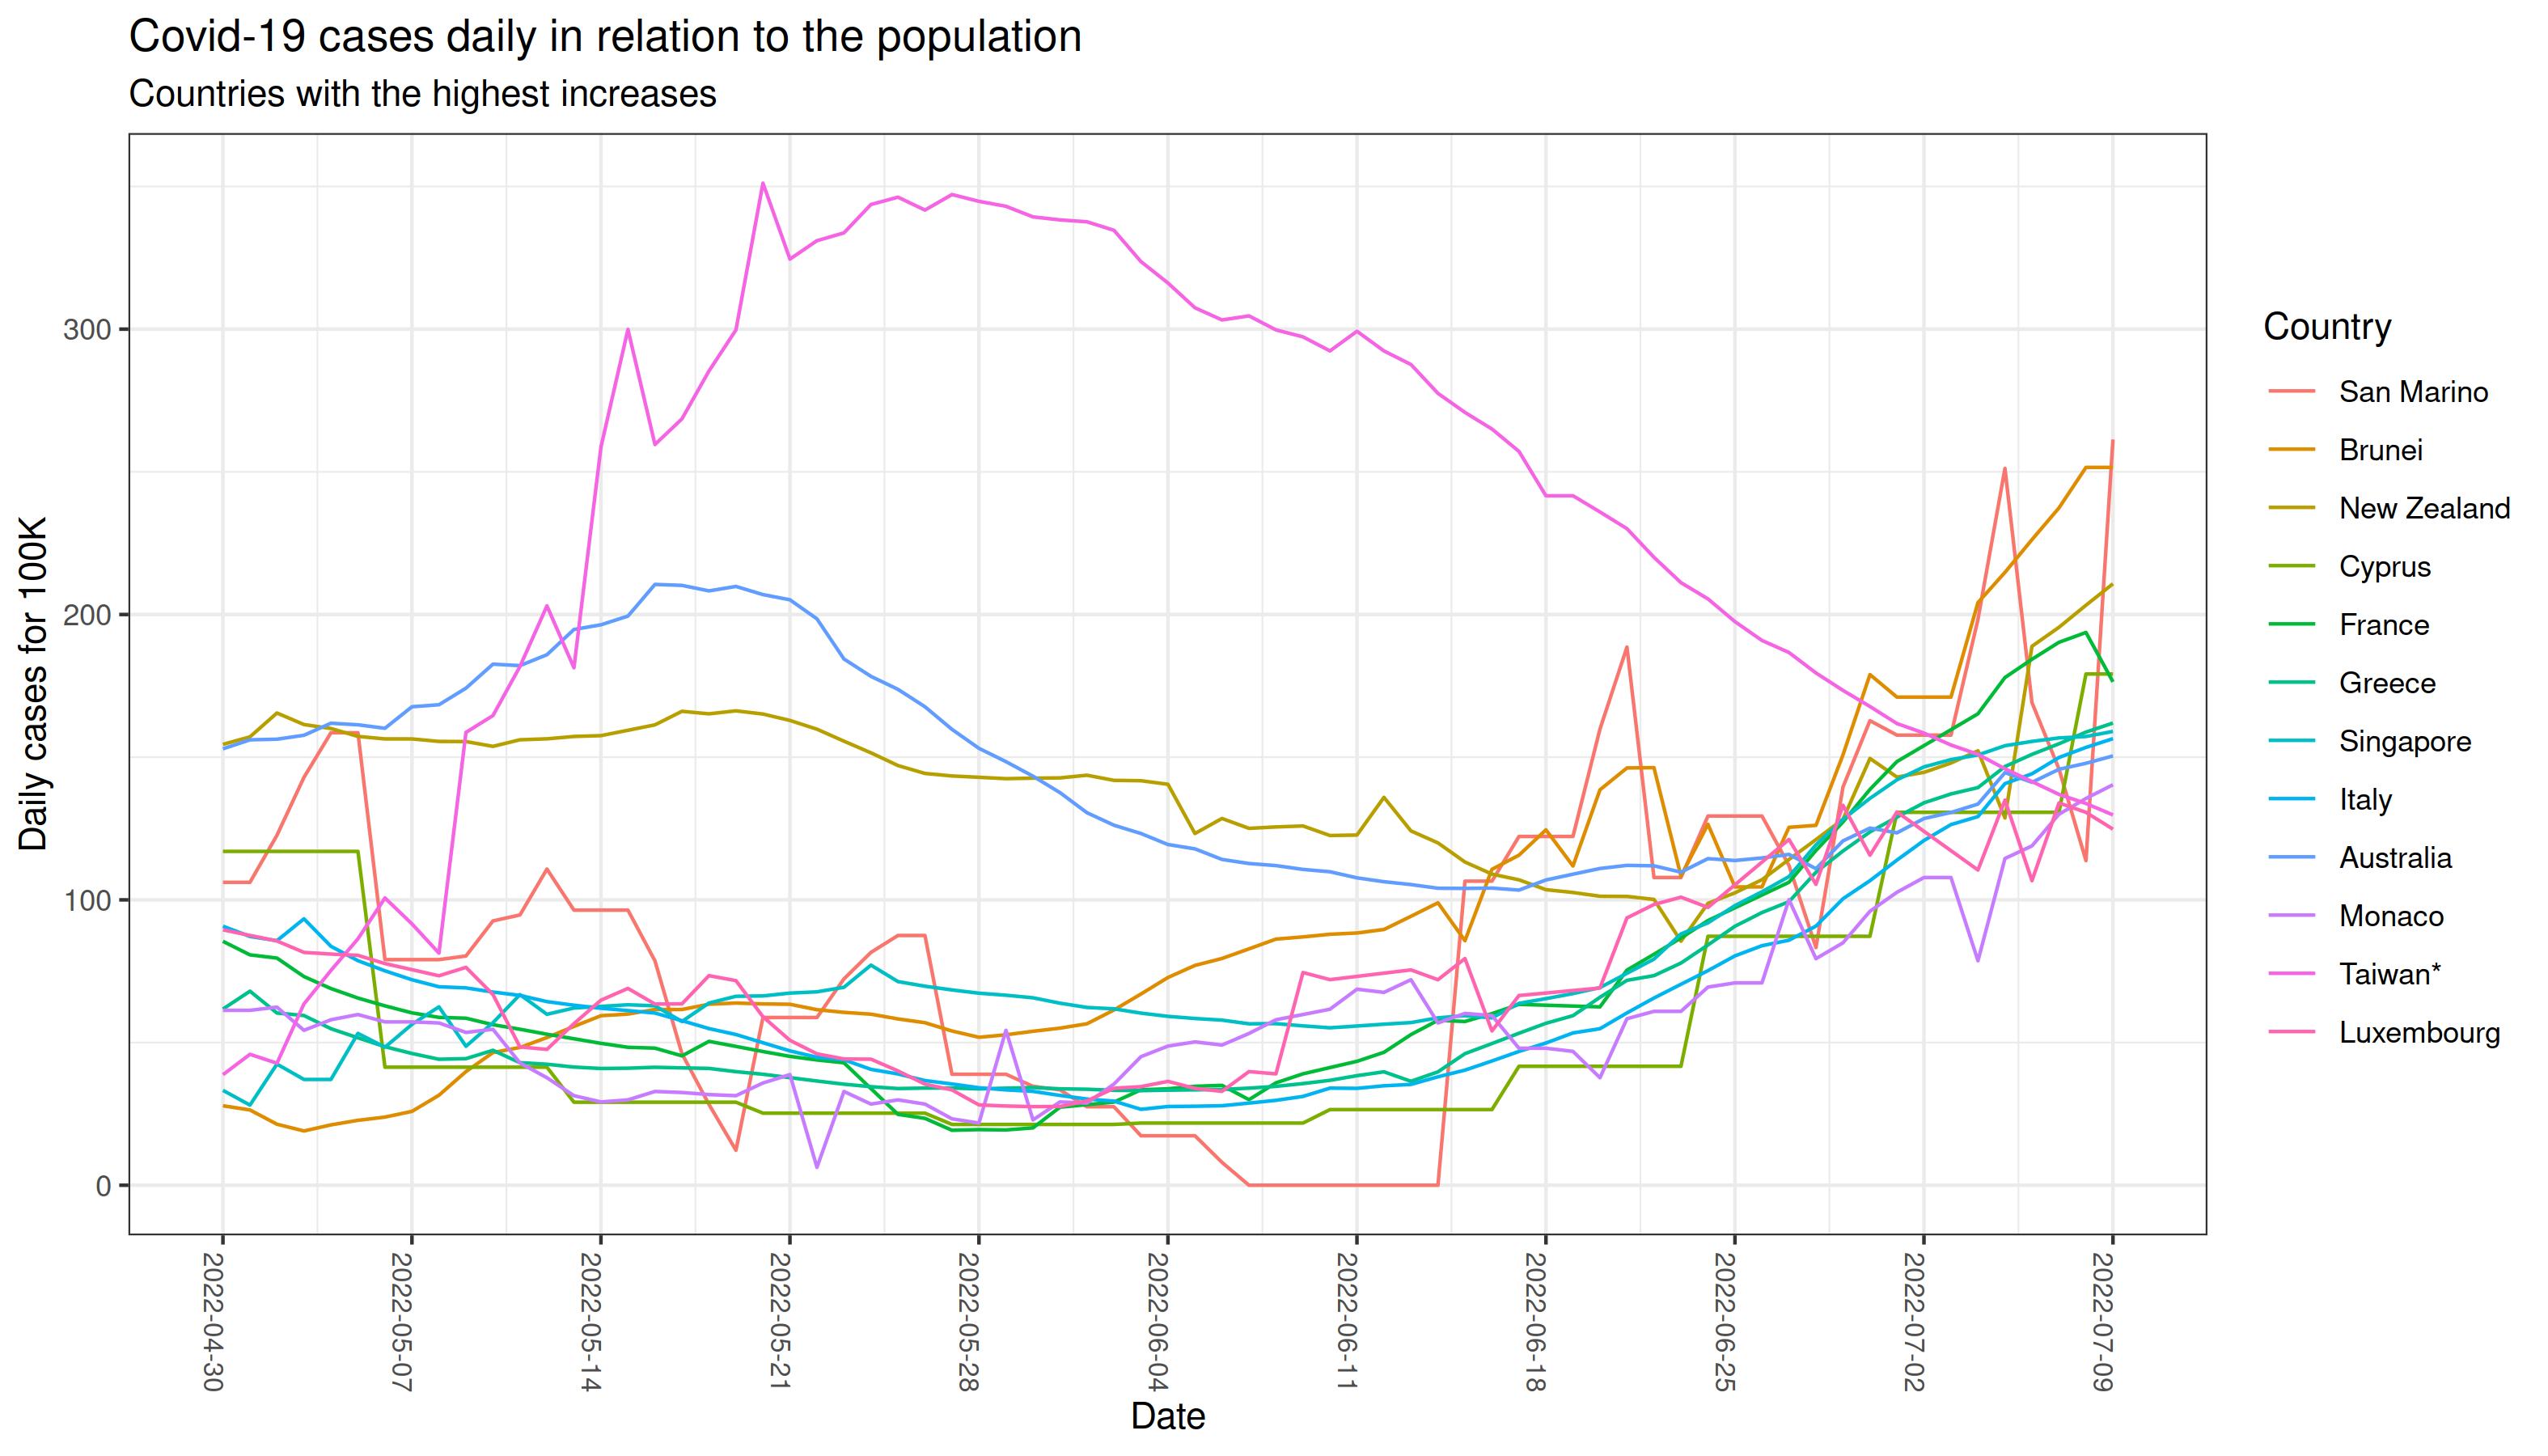 Covid-19 cases daily in relation to the population
Countries with the highest increases
Daily cases for 100K
300
200
100
0
2022-04-30
2022-05-07
2022-05-14
2022-05-21
2022-05-28
2022-06-04
2022-06-11
2022-06-18
2022-06-25
2022-07-02
2022-07-09
Date
Country
San Marino
Brunei
New Zealand
Cyprus
France
Greece
Singapore
Italy
Australia
Monaco
Taiwan*
Luxembourg